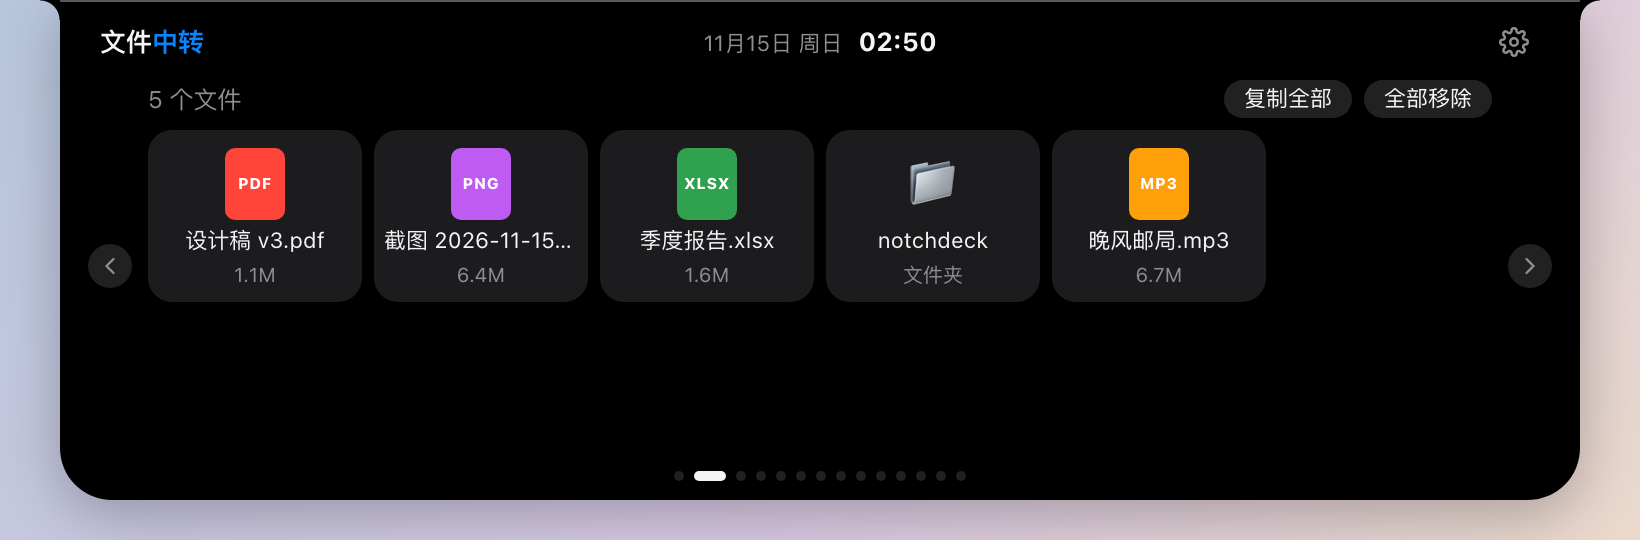 文件中转
11月15日 周日 02:50
5 个文件
复制全部
全部移除
PDF
设计稿 v3.pdf
1.1M
PNG
截图 2026-11-15...
6.4M
XLSX
季度报告.xlsx
1.6M
notchdeck
文件夹
MP3
晚风邮局.mp3
6.7M